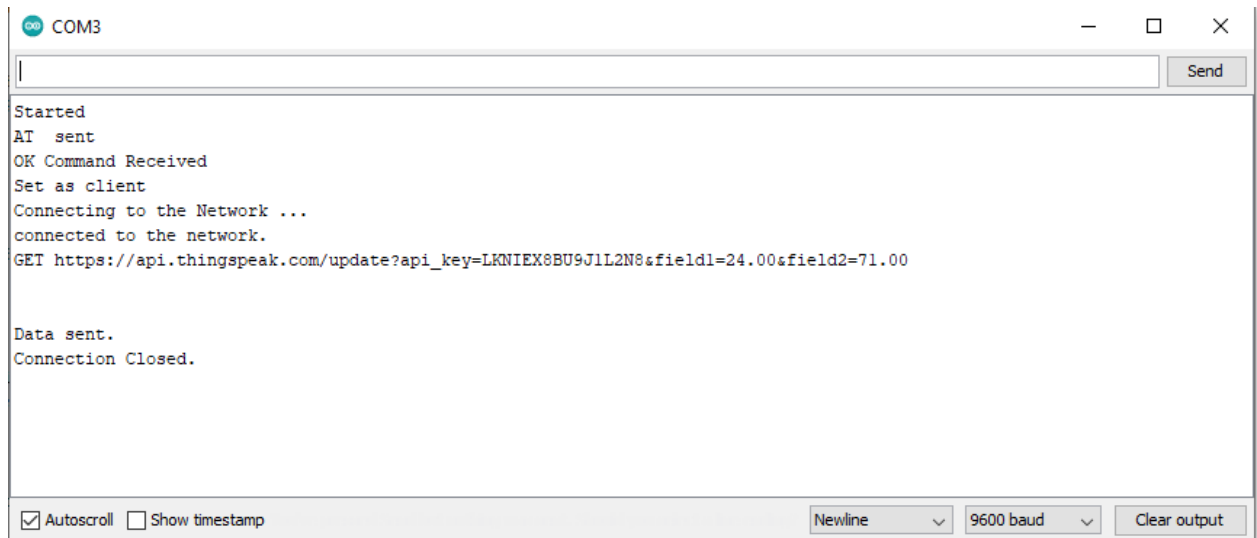 COM3
Send
Started
AT  sent
OK Command Received
Set as client
Connecting to the Network ...
connected to the network.
GET https://api.thingspeak.com/update?api_key=LKNIEX8BU9J1L2N8&field1=24.00&field2=71.00
Data sent.
Connection Closed.
Autoscroll Show timestamp Newline 9600 baud Clear output